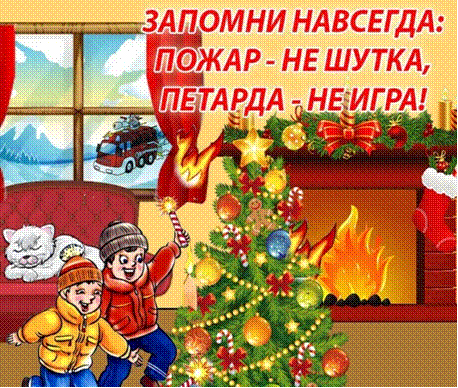 ЗАПОМНИ НАВСЕГДА:
ПОЖАР - НЕ ШУТКА,
ПЕТАРДА - НЕ ИГРА!